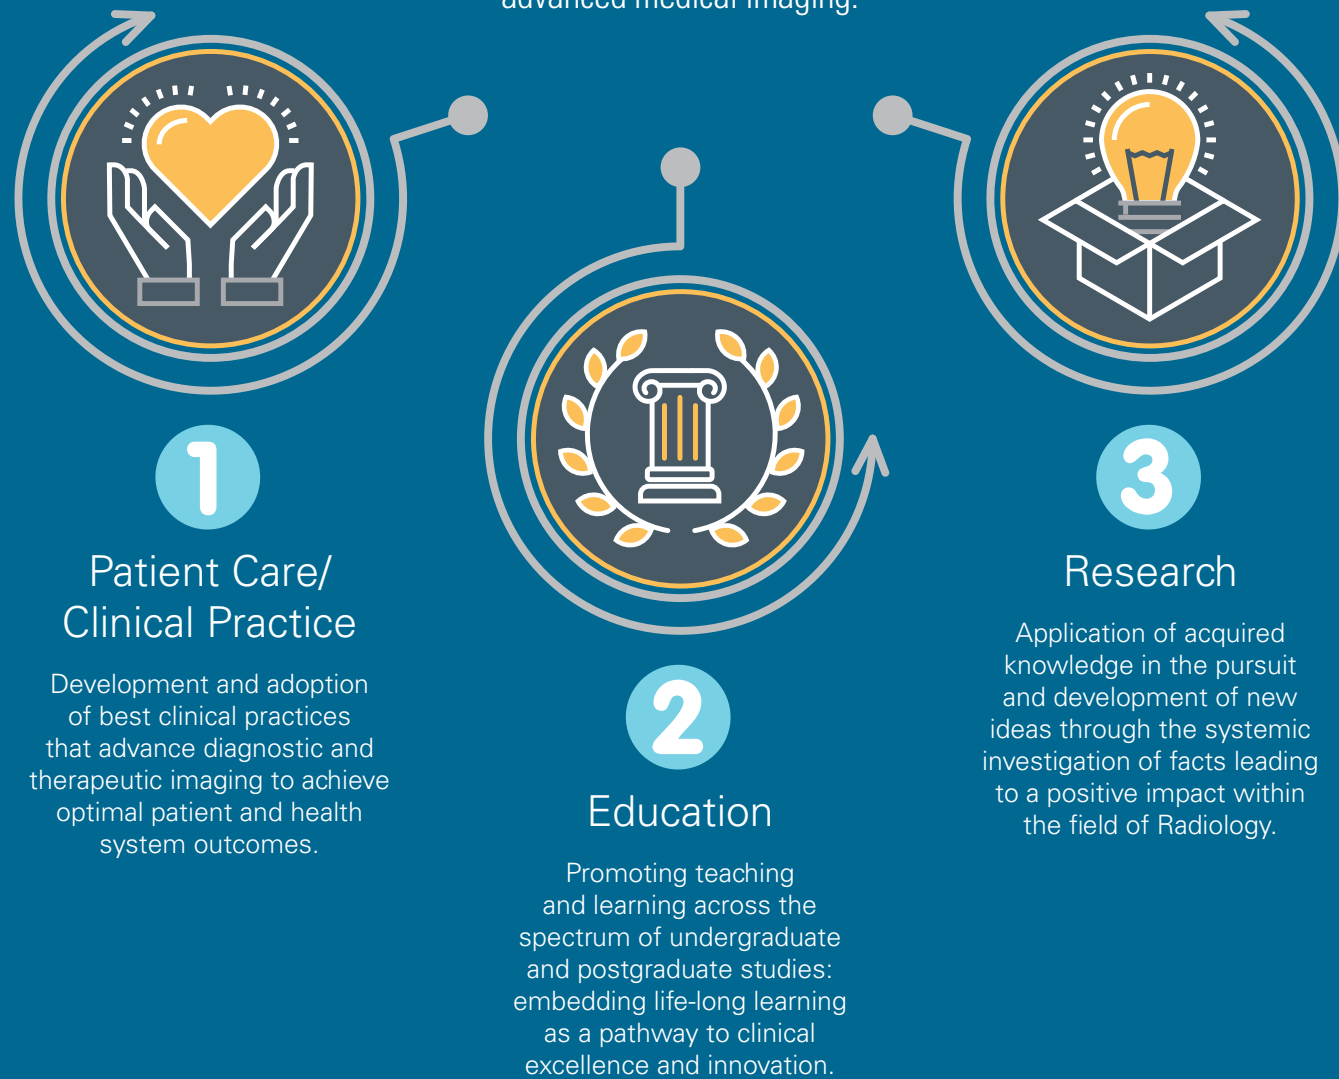 advanced medical imaging.
1
Patient Care/
Clinical Practice
Development and adoption
of best clinical practices
that advance diagnostic and
therapeutic imaging to achieve
optimal patient and health
system outcomes.
2
Education
Promoting teaching
and learning across the
spectrum of undergraduate
and postgraduate studies:
embedding life-long learning
as a pathway to clinical
excellence and innovation.
3
Research
Application of acquired
knowledge in the pursuit
and development of new
ideas through the systemic
investigation of facts leading
to a positive impact within
the field of Radiology.